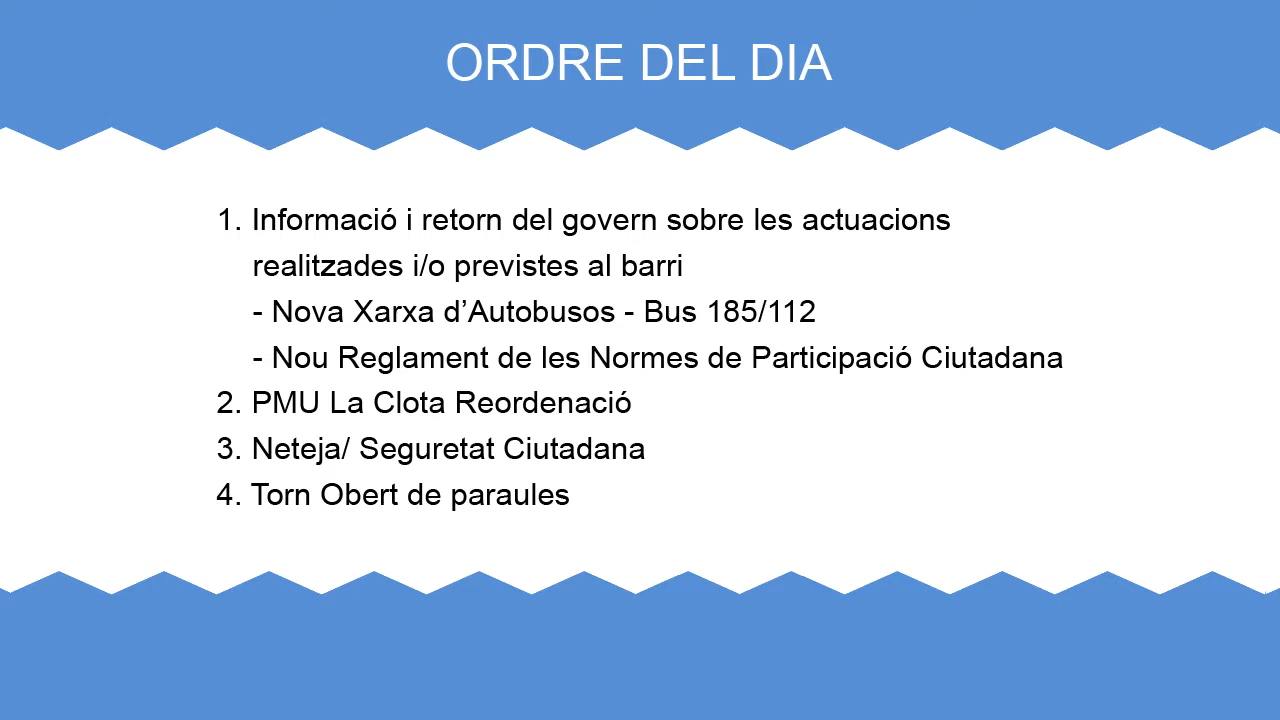 ORDRE DEL DIA
1. Informació i retorn del govern sobre les actuacions
realitzades i/o previstes al barri
- Nova Xarxa d’Autobusos - Bus 185/112
- Nou Reglament de les Normes de Participació Ciutadana
2. PMU La Clota Reordenació
3. Neteja/ Seguretat Ciutadana
4. Torn Obert de paraules